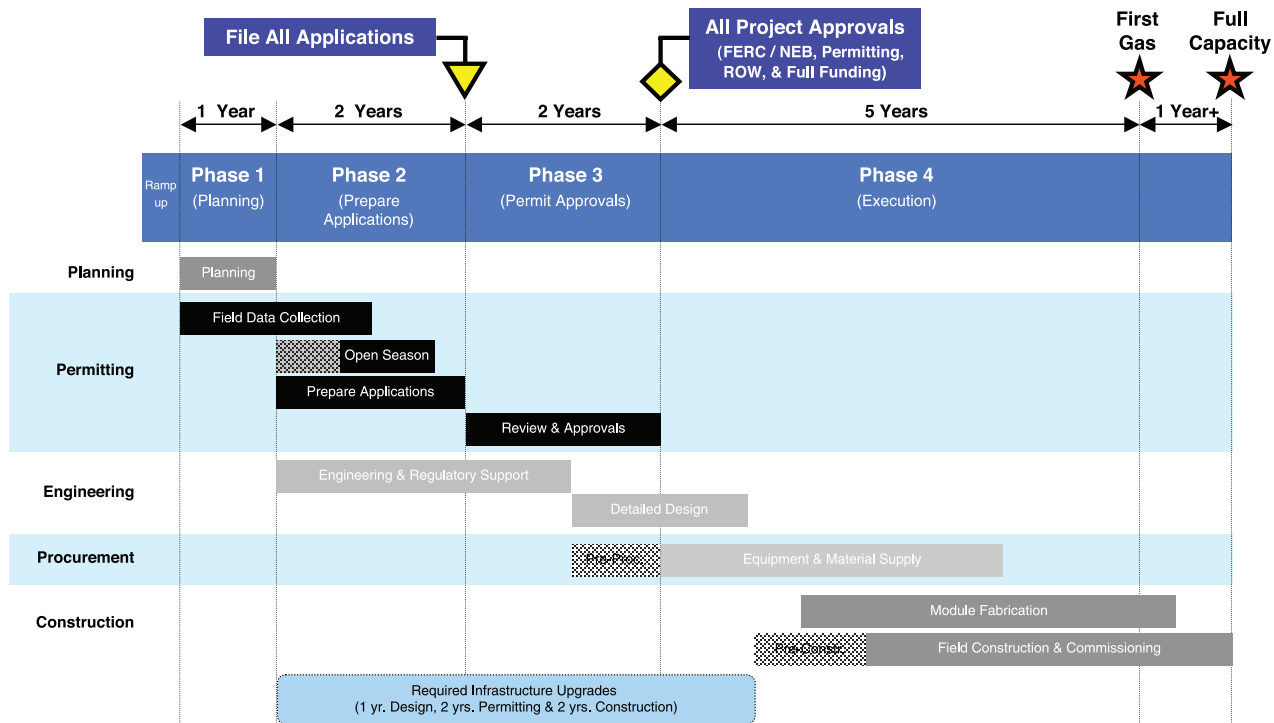 File All Applications
All Project Approvals
(FERC / NEB, Permitting,
ROW, & Full Funding)
First
Gas
Full
Capacity
1 Year
2 Years
2 Years
5 Years
1 Year+
Ramp
up
Phase 1
(Planning)
Phase 2
(Prepare
Applications)
Phase 3
(Permit Approvals)
Phase 4
(Execution)
Planning
Planning
Permitting
Field Data Collection
Open Season
Prepare Applications
Review & Approvals
Engineering
Engineering & Regulatory Support
Detailed Design
Procurement
Pre-Proc.
Equipment & Material Supply
Construction
Module Fabrication
Pre-Constr.
Field Construction & Commissioning
Required Infrastructure Upgrades
(1 yr. Design, 2 yrs. Permitting & 2 yrs. Construction)